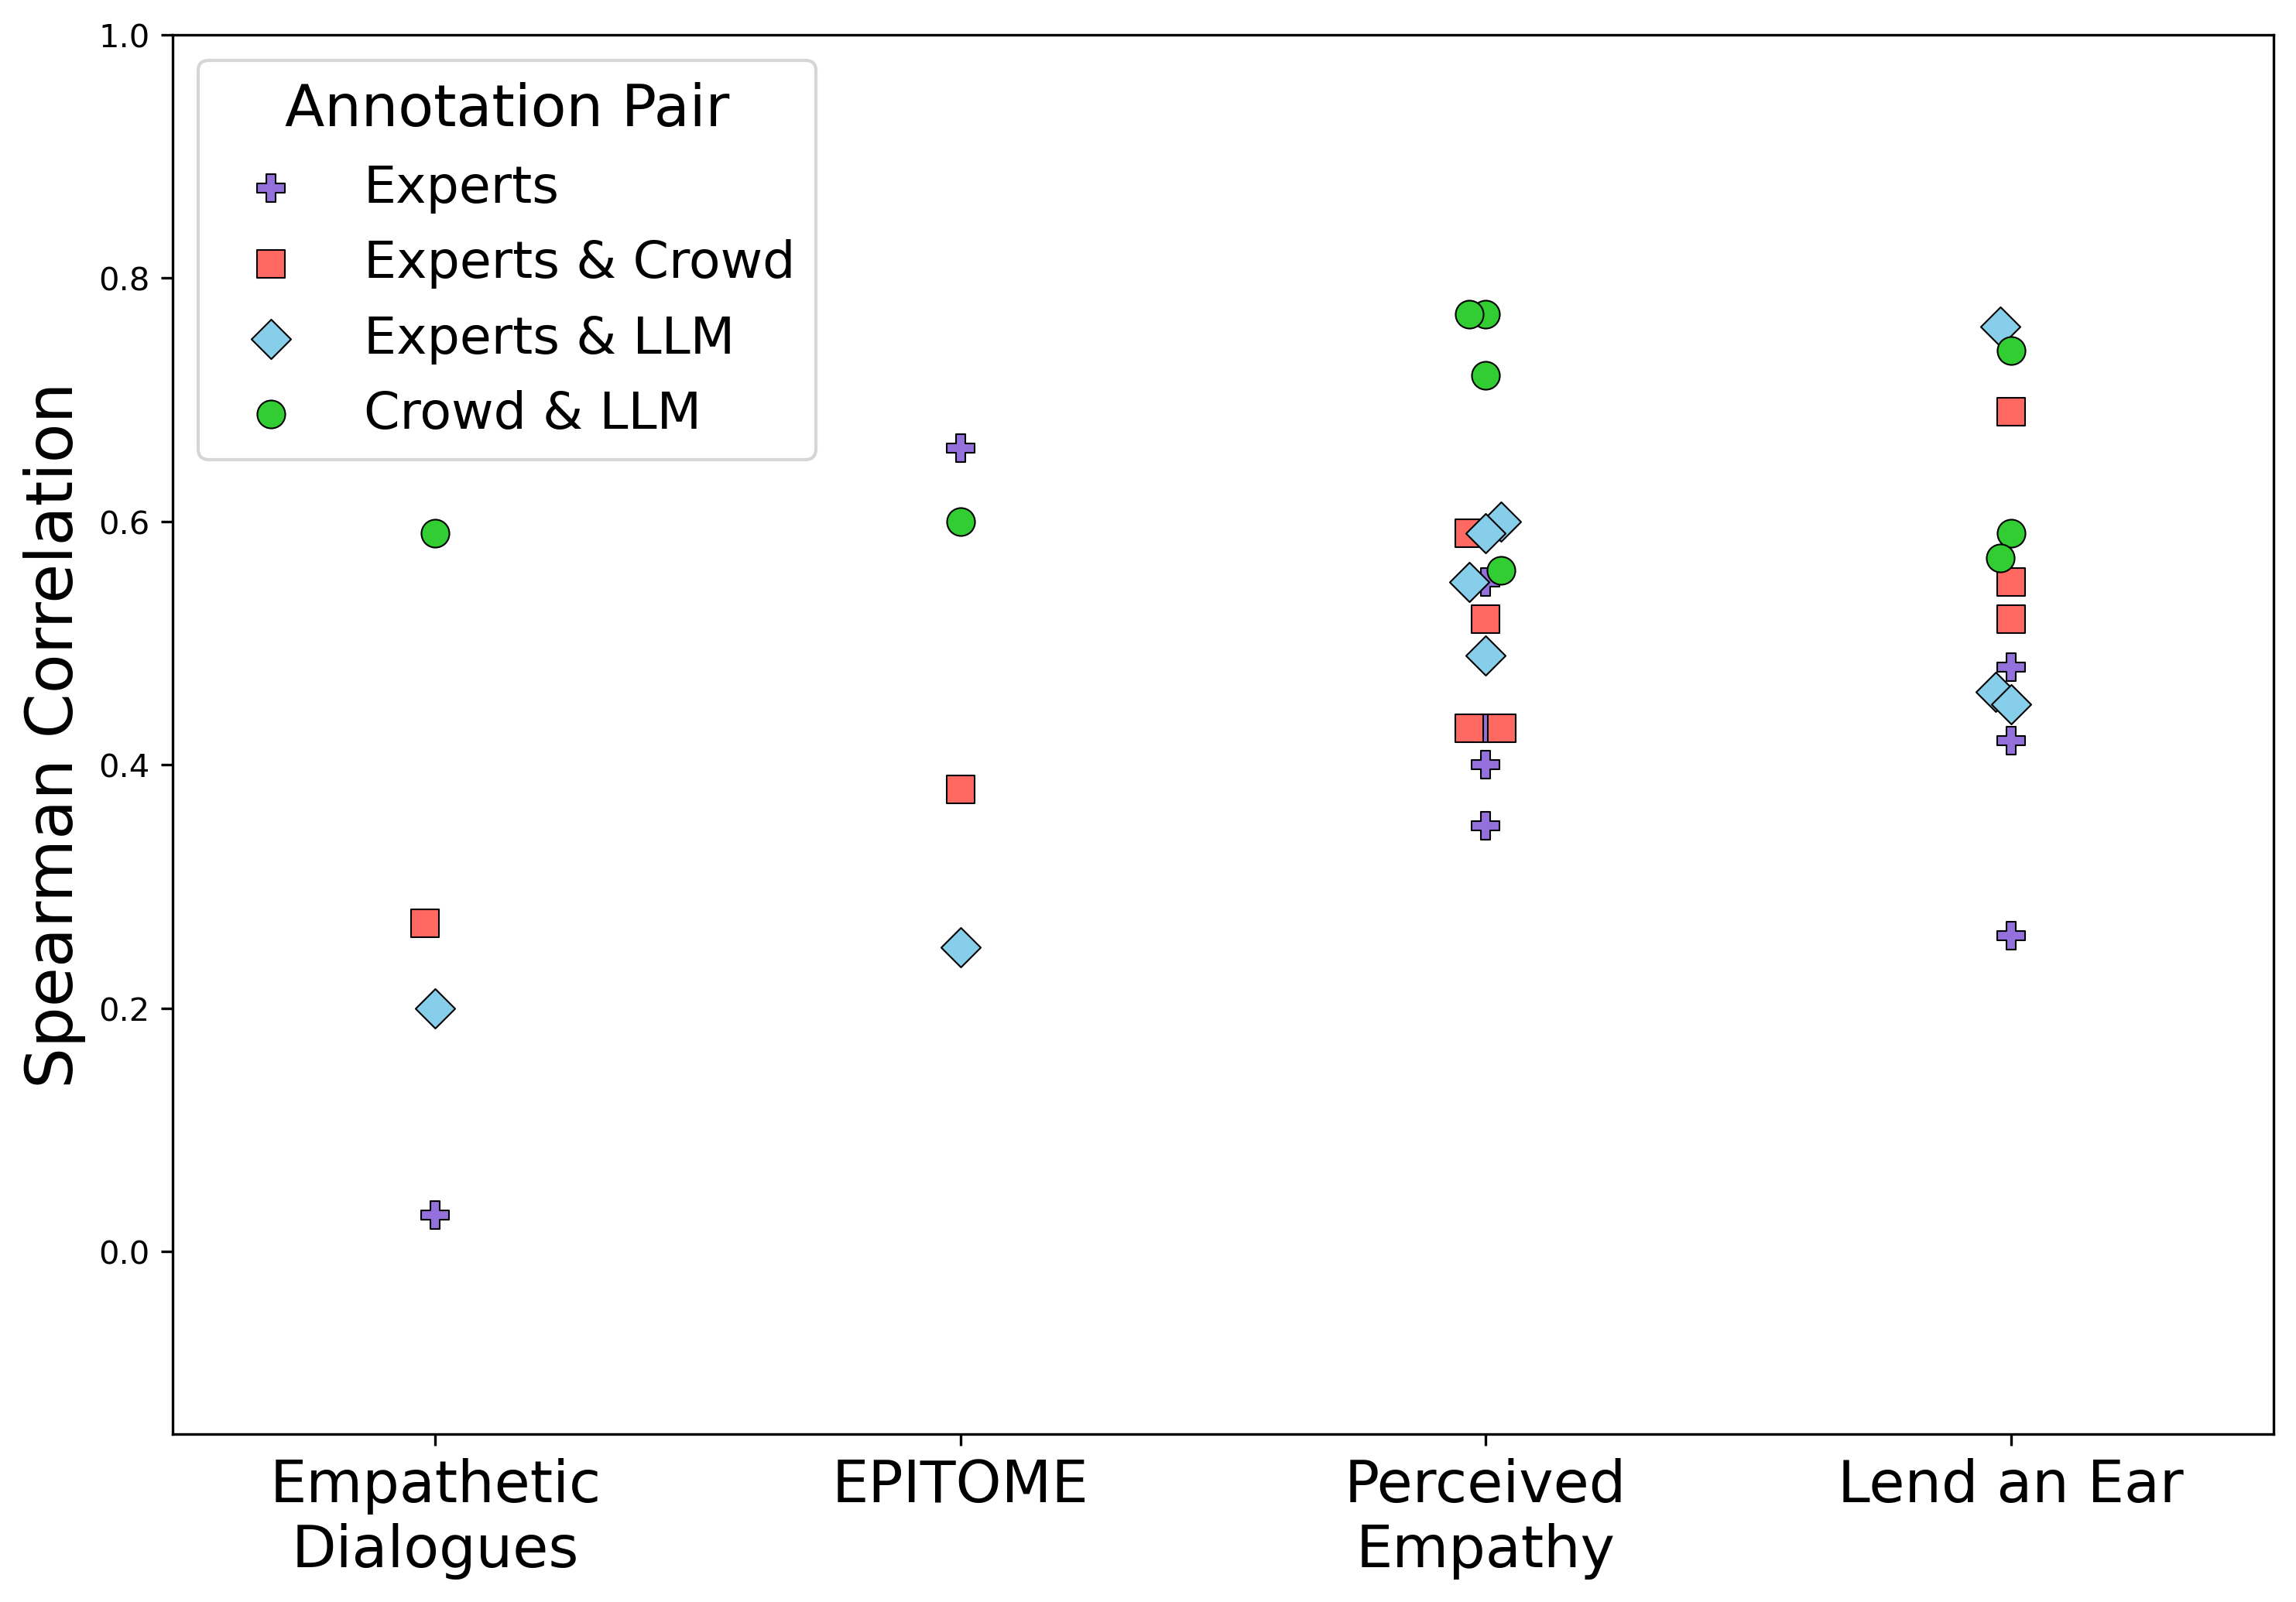 Annotation Pair
Experts
Experts & Crowd
Experts & LLM
Crowd & LLM
Spearman Correlation
1.0
0.8
0.6
0.4
0.2
0.0
Empathetic
Dialogues
EPITOME
Perceived
Empathy
Lend an Ear